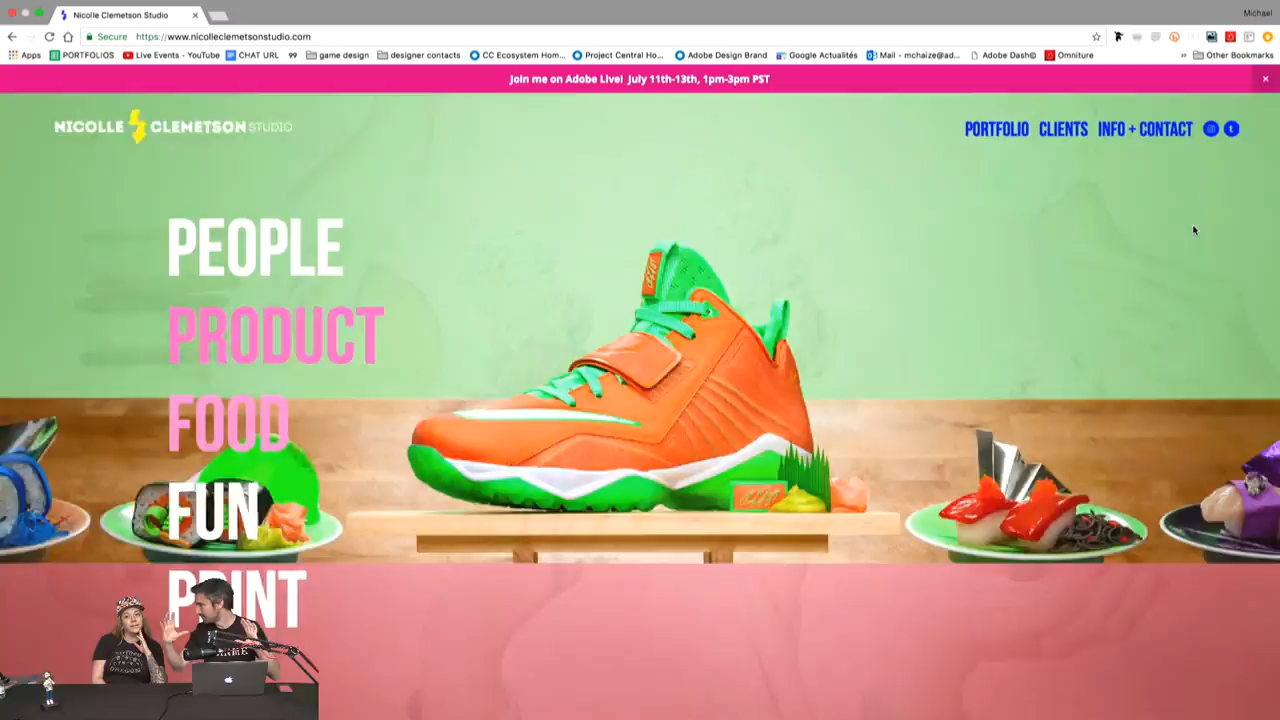 Nicolle Clemetson Studio
Michael
Secure https://www.nicolleclemetsonstudio.com
Apps PORTFOLIOS Live Events - YouTube CHAT URL 99 game design designer contacts CC Ecosystem Hom... Project Central Ho... Adobe Design Brand Google Actualités Mail - mchaize@ad... Adobe Dash© Omniture » Other Bookmarks
Join me on Adobe Live! July 11th-13th, 1pm-3pm PST
NICOLLE CLEMETSON STUDIO
PORTFOLIO CLIENTS INFO + CONTACT
PEOPLE
PRODUCT
FOOD
FUN
PRINT
OREGON